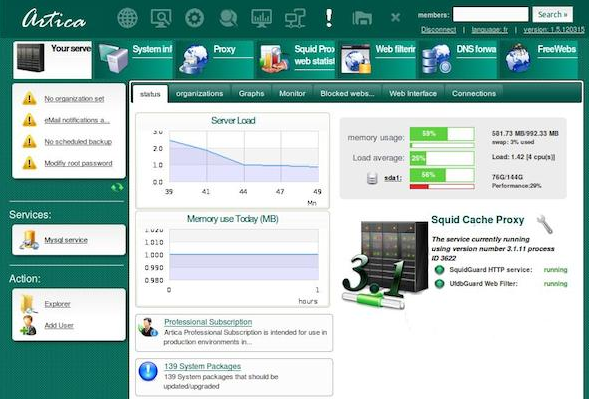 Artica
members:
Search »
Disconnect | language: fr | version: 1.5.120315
Your serve
System inf
Proxy
Squid Prox
web statist
Web filterin
DNS forwa
FreeWebs
status
organizations
Graphs
Monitor
Blocked webs...
Web Interface
Connections
No organization set
eMail notifications a...
No scheduled backup
Modifiy root password
Services:
Mysql service
Action:
Explorer
Add User
Server Load
3.0
2.0
1.0
0.0
39 41 44 47 49
Mn
Memory use Today (MB)
1.020
1.010
1.000
0.990
0.980
0 1
hours
Professional Subscription
Artica Professional Subscription is intended for use in
production environments in...
139 System Packages
139 System packages that should be
updated/upgraded
memory usage: 59% 581.73 MB/992.33 MB
swap: 3% used
Load average: 25% Load: 1.42 [4 cpu(s)]
sda1: 56% 76G/144G
Performance:29%
Squid Cache Proxy
The service currently running
using version number 3.1.11 process
ID 3622
SquidGuard HTTP service: running
UfdbGuard Web Filter: running
3.1